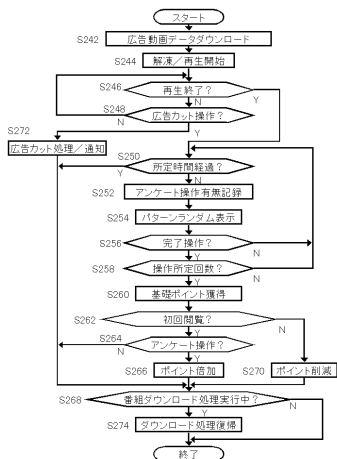 スタート
S242
広告動画データダウンロード
S244
解凍／再生開始
S246
再生終了？
N
Y
S248
広告カット操作？
N
Y
S272
広告カット処理／通知
S250
所定時間経過？
Y
N
S252
アンケート操作有無記録
S254
パターンランダム表示
S256
完了操作？
N
Y
S258
操作所定回数？
N
Y
S260
基礎ポイント獲得
S262
初回閲覧？
N
Y
S264
アンケート操作？
N
Y
S266
ポイント倍加
S270
ポイント削減
S268
番組ダウンロード処理実行中？
N
Y
S274
ダウンロード処理復帰
終了